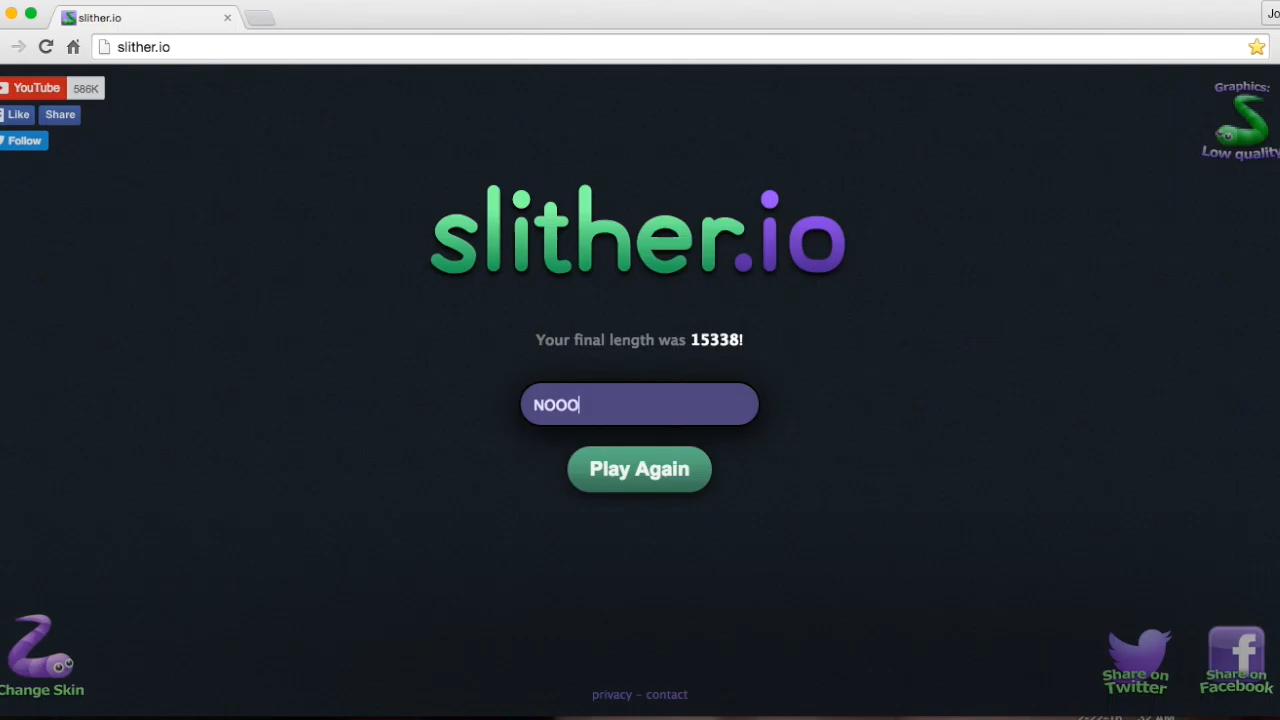 slither.io
Jo
slither.io
YouTube 586K
Like Share
Follow
Graphics:
Low quality
slither.io
Your final length was 15338!
NOOO
Play Again
Change Skin
Share on
Twitter
Share on
Facebook
privacy - contact